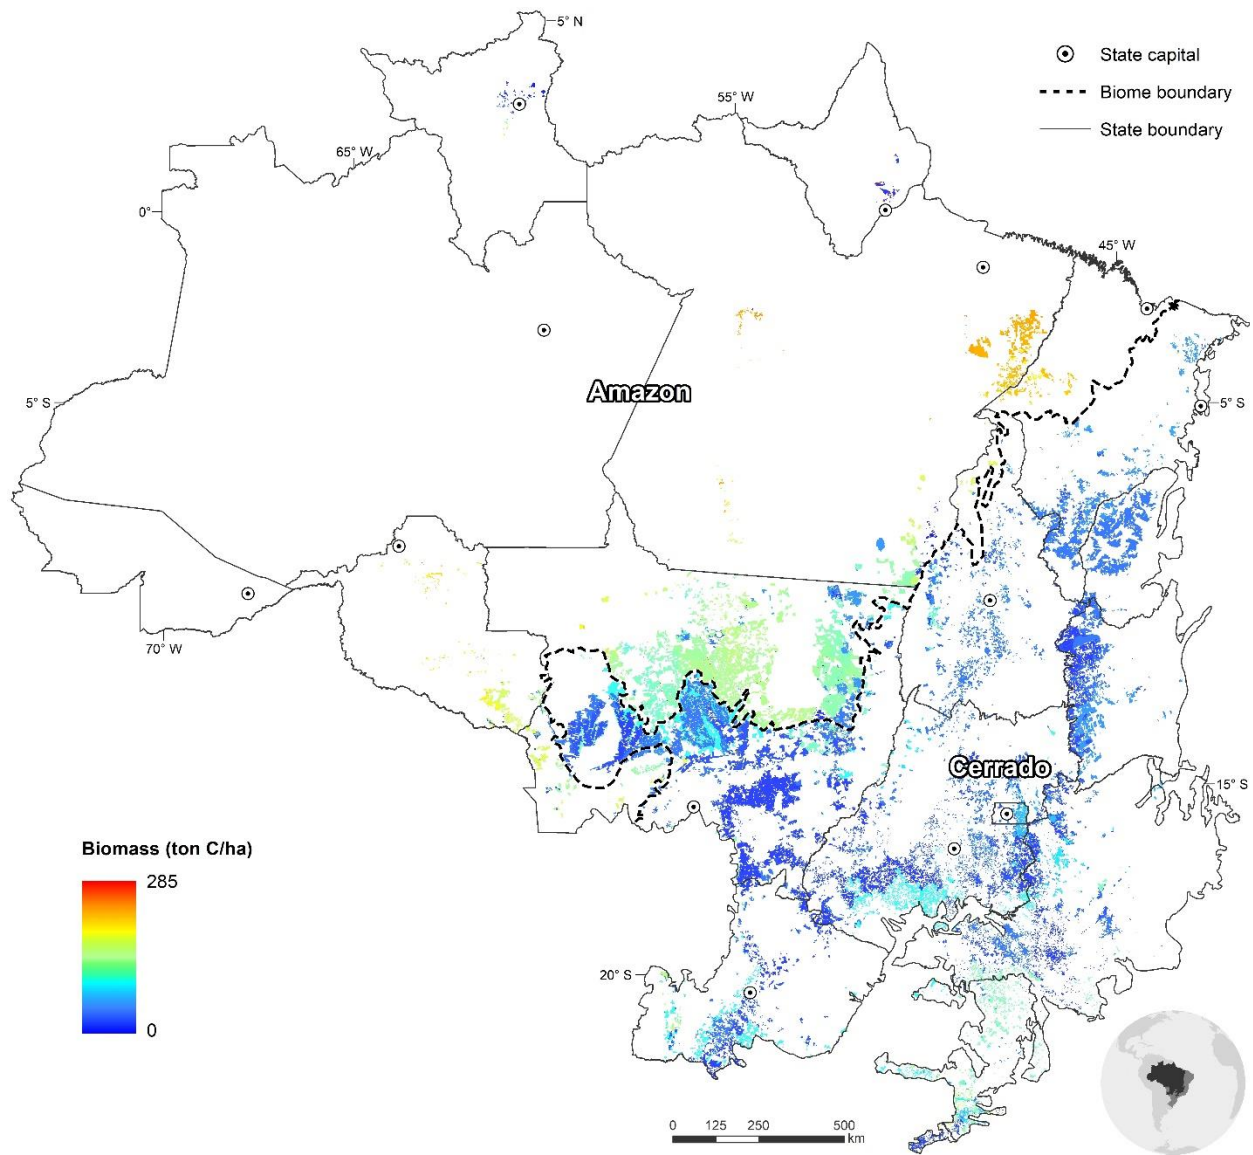 5° N
State capital
55° W
Biome boundary
State boundary
65° W
0°
45° W
Amazon
5° S
5° S
70° W
Cerrado
15° S
Biomass (ton C/ha)
285
20° S
0
0 125 250 500
km